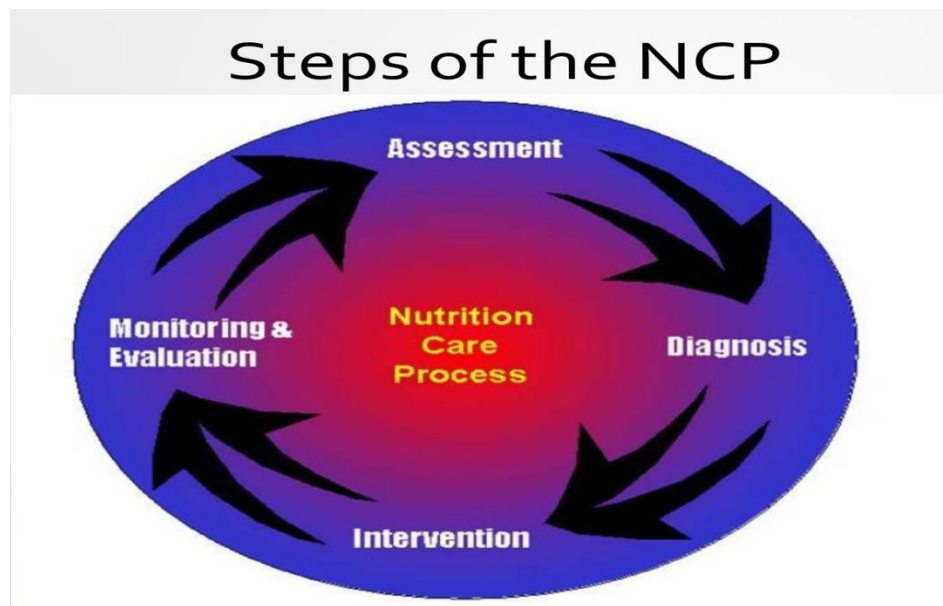 Steps of the NCP
Assessment
Diagnosis
Intervention
Monitoring &
Evaluation
Nutrition
Care
Process